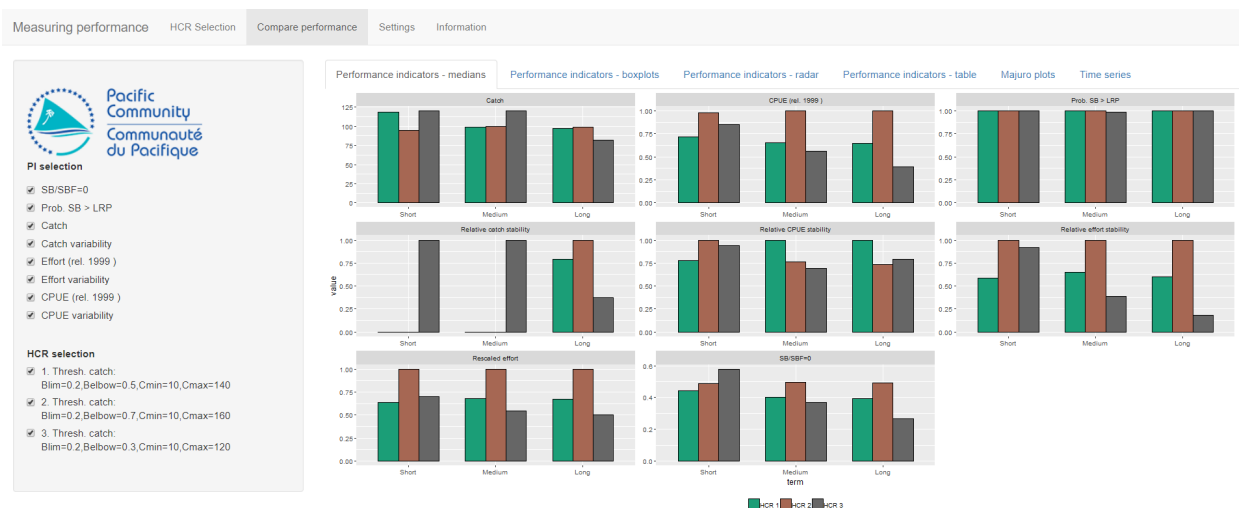 Measuring performance HCR Selection Compare performance Settings Information
Pacific
Community
Communauté
du Pacifique
PI selection
SB/SBF=0
Prob. SB > LRP
Catch
Catch variability
Effort (rel. 1999 )
Effort variability
CPUE (rel. 1999 )
CPUE variability
HCR selection
1. Thresh. catch:
Blim=0.2,Belbow=0.5,Cmin=10,Cmax=140
2. Thresh. catch:
Blim=0.2,Belbow=0.7,Cmin=10,Cmax=160
3. Thresh. catch:
Blim=0.2,Belbow=0.3,Cmin=10,Cmax=120
Performance indicators - medians Performance indicators - boxplots Performance indicators - radar Performance indicators - table Majuro plots Time series
Catch
125
100
75
50
25
0
Short Medium Long
CPUE (rel. 1999 )
1.00
0.75
0.50
0.25
0.00
Short Medium Long
Prob. SB > LRP
1.00
0.75
0.50
0.25
0.00
Short Medium Long
value
Relative catch stability
1.00
0.75
0.50
0.25
0.00
Short Medium Long
Relative CPUE stability
1.00
0.75
0.50
0.25
0.00
Short Medium Long
Relative effort stability
1.00
0.75
0.50
0.25
0.00
Short Medium Long
Rescaled effort
1.00
0.75
0.50
0.25
0.00
Short Medium Long
SB/SBF=0
0.6
0.4
0.2
0.0
Short Medium Long
term
HCR 1 HCR 2 HCR 3